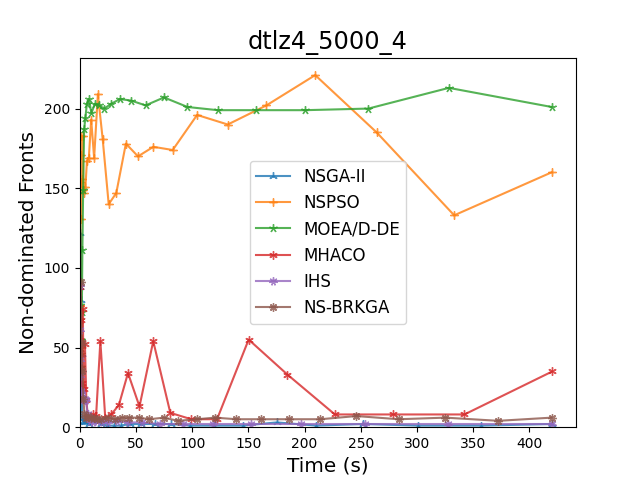 dtlz4_5000_4
Non-dominated Fronts
200
150
100
50
0
NSGA-II
NSPSO
MOEA/D-DE
MHACO
IHS
NS-BRKGA
0 50 100 150 200 250 300 350 400
Time (s)